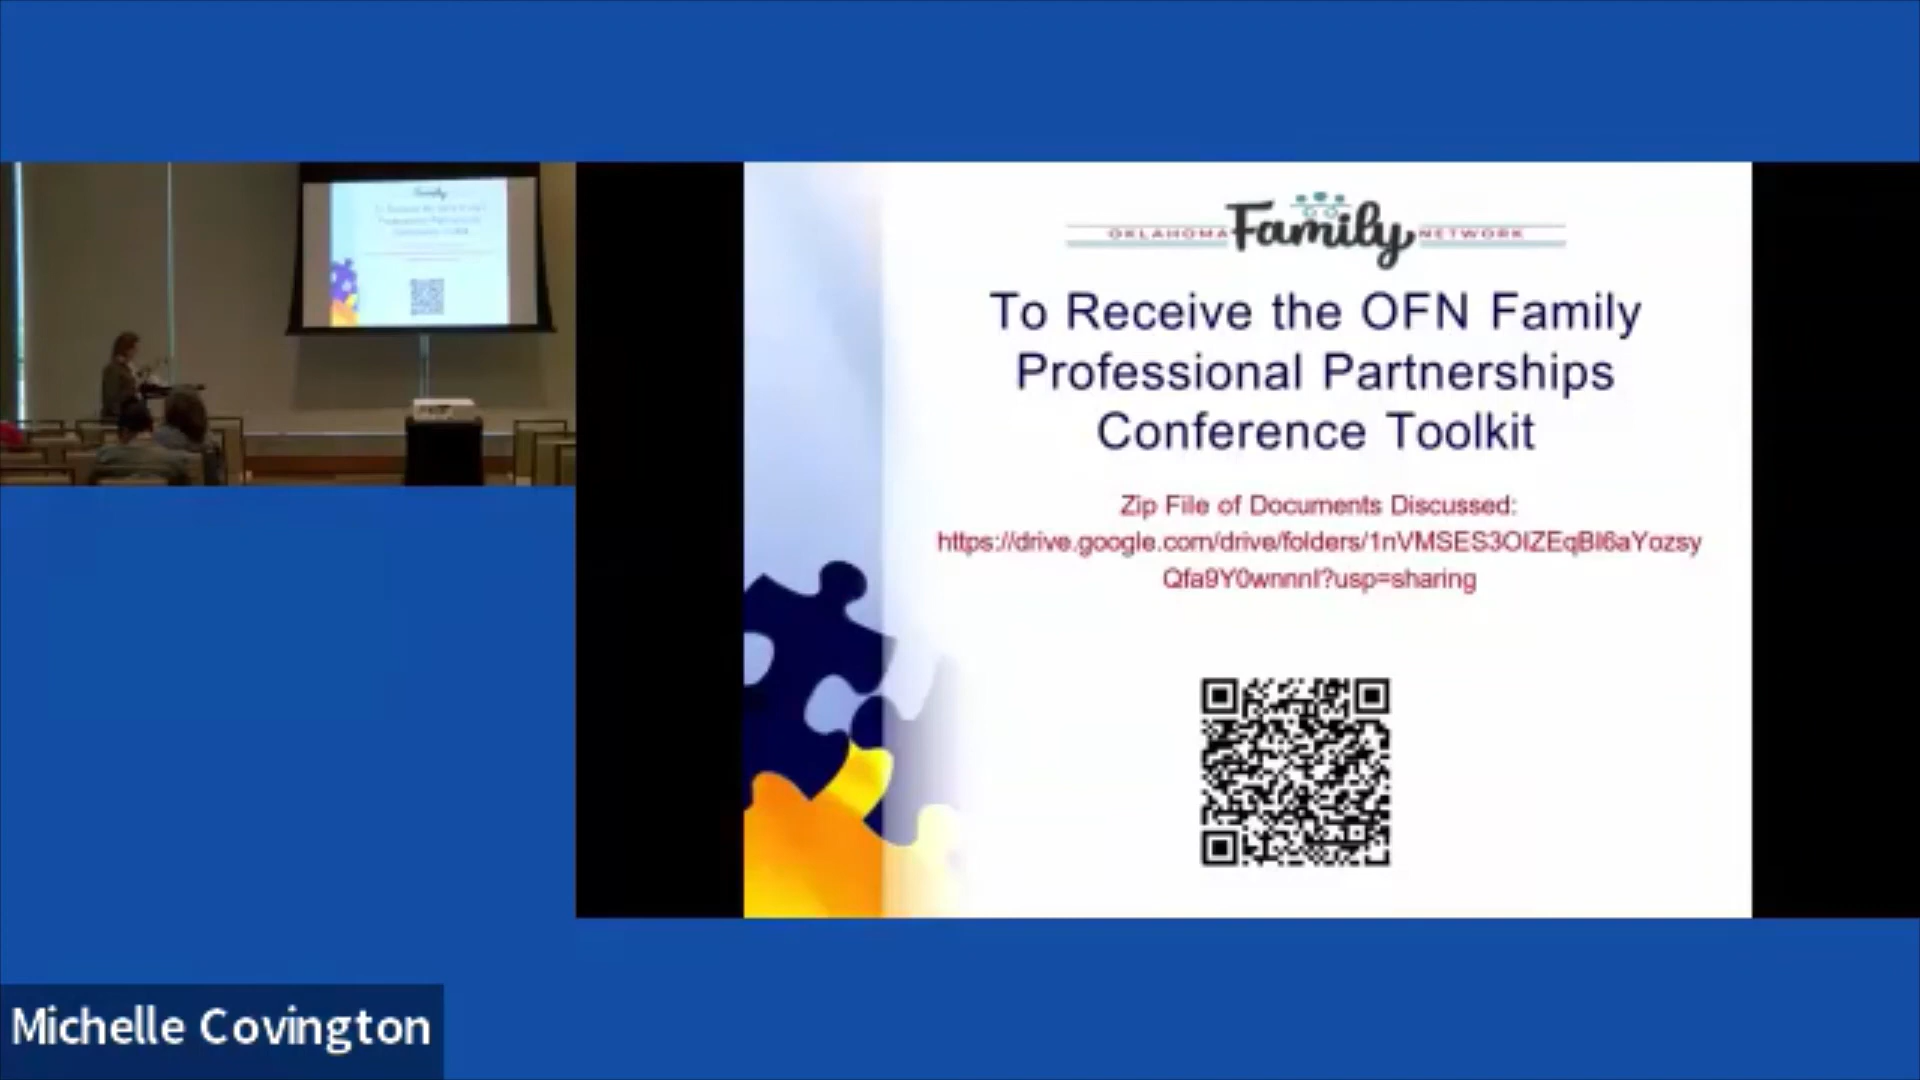 OKLAHOMA Family NETWORK
To Receive the OFN Family
Professional Partnerships
Conference Toolkit
Zip File of Documents Discussed:
https://drive.google.com/drive/folders/1nVMSES3OIZEqBI6aYozsy
Qfa9Y0wnnnI?usp=sharing
Michelle Covington